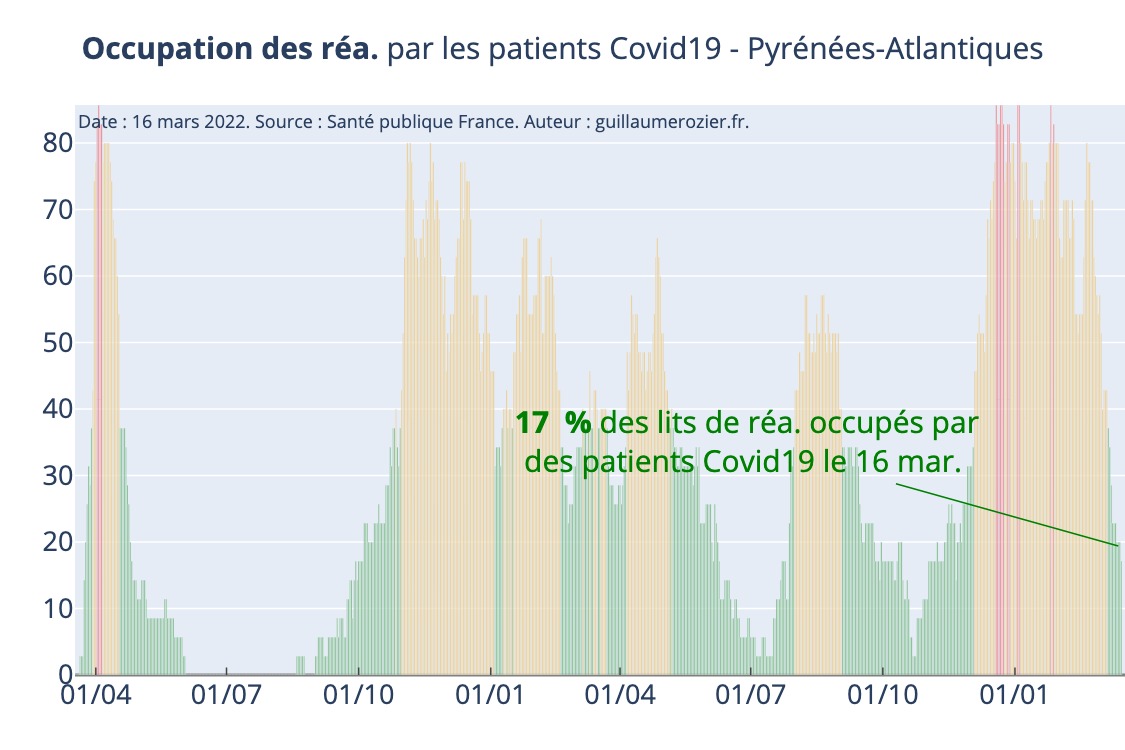 Occupation des réa. par les patients Covid19 - Pyrénées-Atlantiques
Date : 16 mars 2022. Source : Santé publique France. Auteur : guillaumerozier.fr.
80
70
60
50
40
17 % des lits de réa. occupés par
des patients Covid19 le 16 mar.
30
20
10
0
01/04 01/07 01/10 01/01 01/04 01/07 01/10 01/01